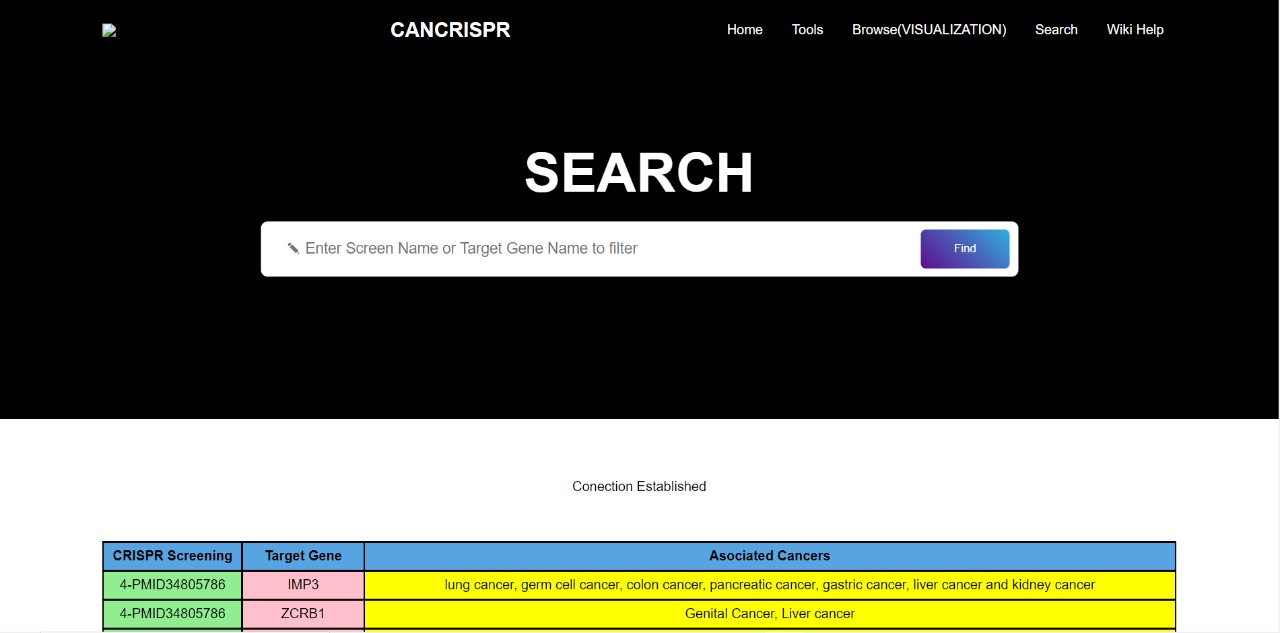 CANCRISPR Home Tools Browse(VISUALIZATION) Search Wiki Help
SEARCH
Enter Screen Name or Target Gene Name to filter Find
Conection Established
CRISPR Screening Target Gene Asociated Cancers
4-PMID34805786 IMP3 lung cancer, germ cell cancer, colon cancer, pancreatic cancer, gastric cancer, liver cancer and kidney cancer
4-PMID34805786 ZCRB1 Genital Cancer, Liver cancer